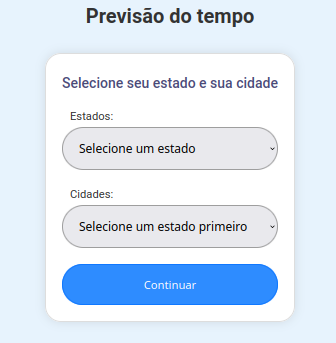 Previsão do tempo
Selecione seu estado e sua cidade
Estados:
Selecione um estado
Cidades:
Selecione um estado primeiro
Continuar